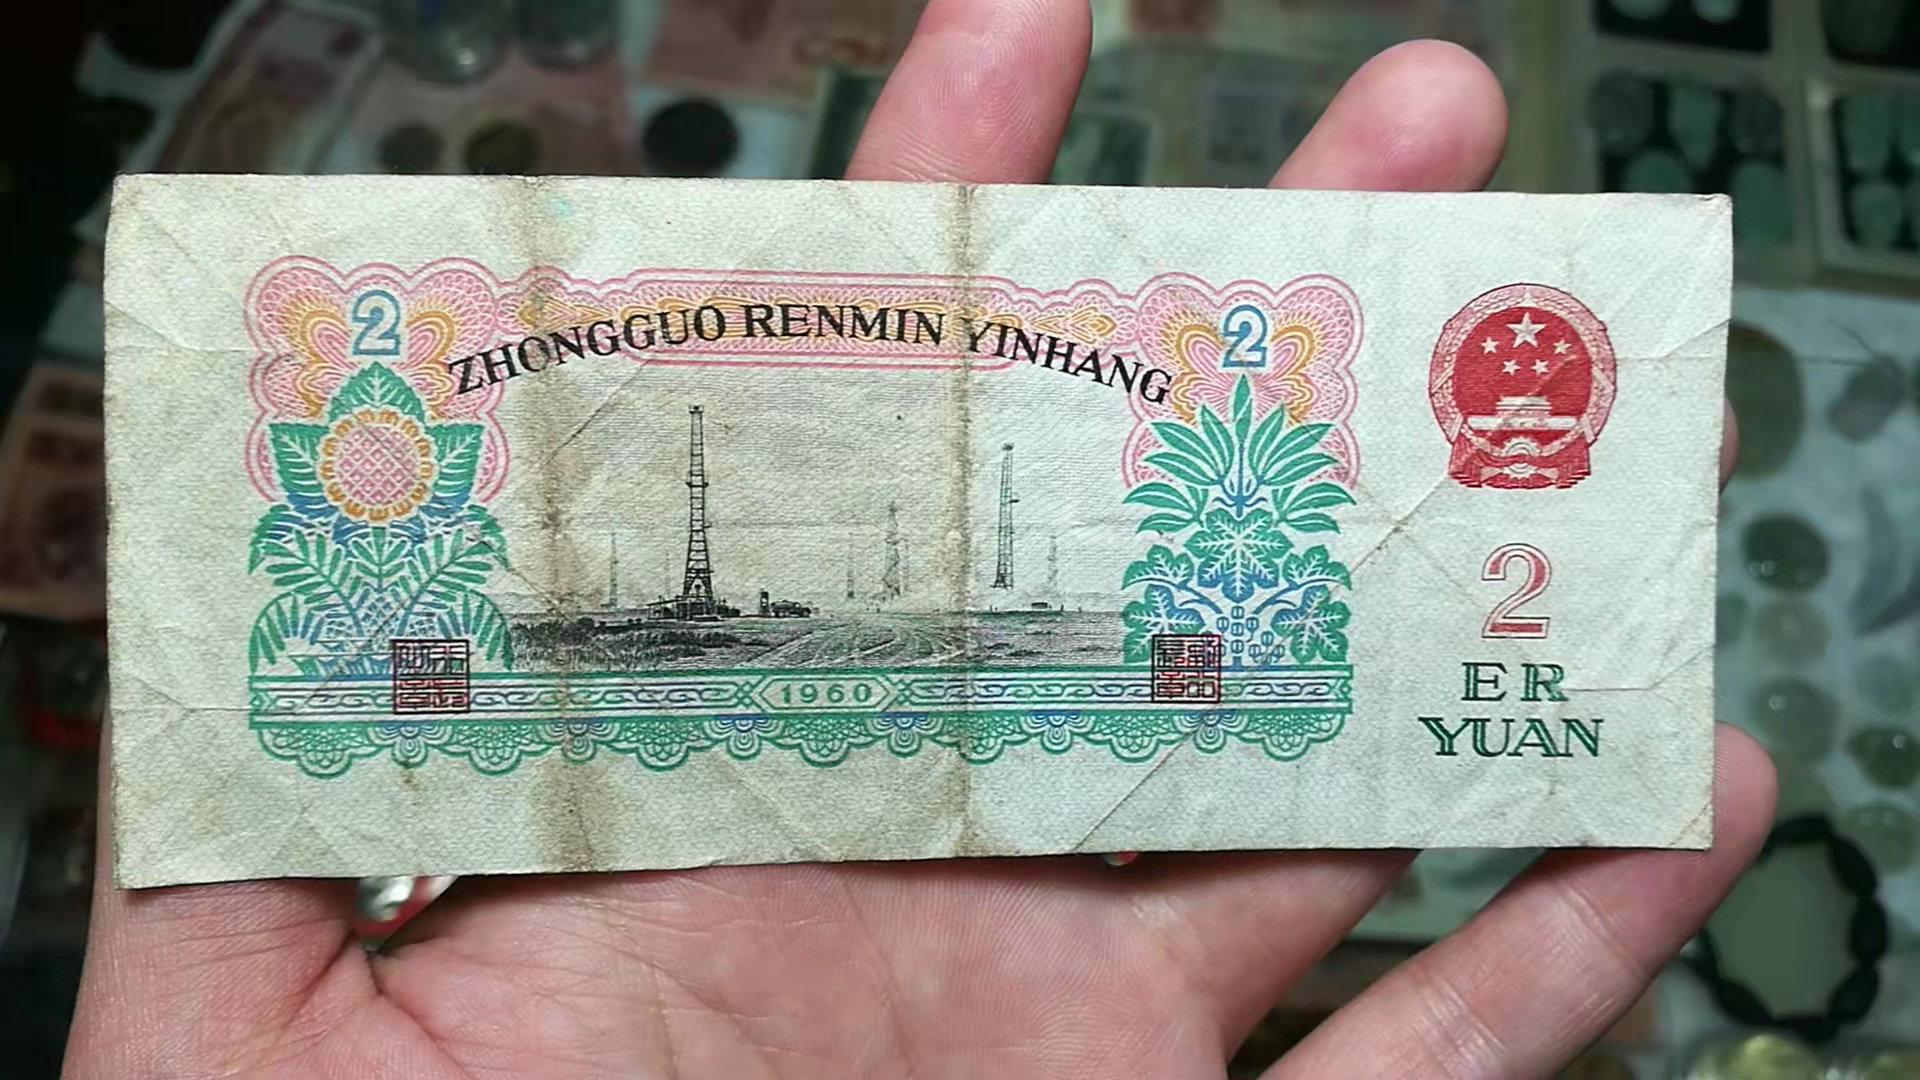 2
2
ZHONGGUO RENMIN YINHANG
1960
2
ER
YUAN